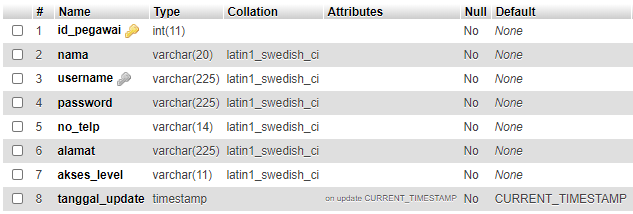 # Name Type Collation Attributes Null Default
1 id_pegawai int(11) No None
2 nama varchar(20) latin1_swedish_ci No None
3 username varchar(225) latin1_swedish_ci No None
4 password varchar(225) latin1_swedish_ci No None
5 no_telp varchar(14) latin1_swedish_ci No None
6 alamat varchar(225) latin1_swedish_ci No None
7 akses_level varchar(11) latin1_swedish_ci No None
8 tanggal_update timestamp on update CURRENT_TIMESTAMP No CURRENT_TIMESTAMP